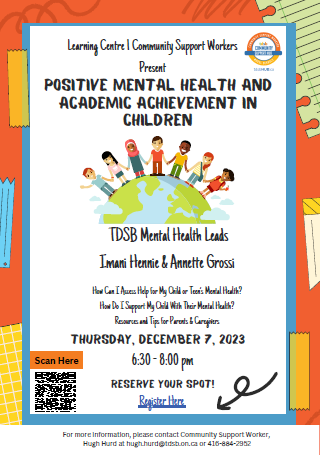 Learning Centre 1 Community Support Workers
Present
POSITIVE MENTAL HEALTH AND
ACADEMIC ACHIEVEMENT IN
CHILDREN
TDSB Mental Health Leads
Imani Hennie & Annette Grossi
How Can I Access Help for My Child or Teen's Mental Health?
How Do I Support My Child With Their Mental Health?
Resources and Tips for Parents & Caregivers
THURSDAY, DECEMBER 7, 2023
Scan Here
6:30 - 8:00 pm
RESERVE YOUR SPOT!
Register Here
For more information, please contact Community Support Worker,
Hugh Hurd at hugh.hurd@tdsb.on.ca or 416-884-2952